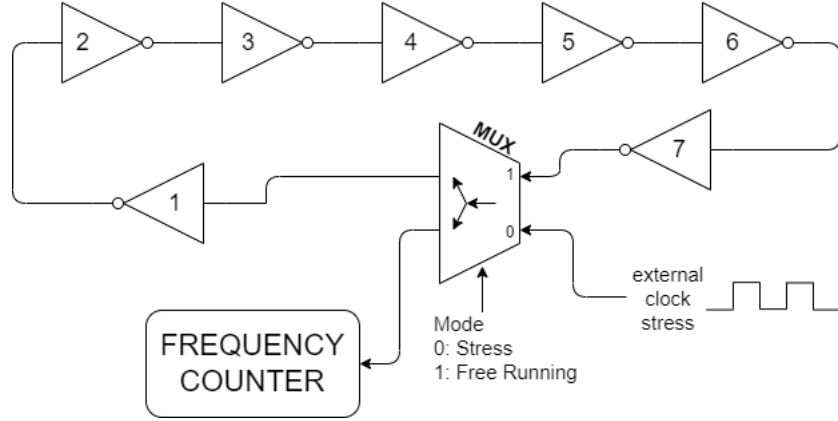 2
3
4
5
6
7
1
MUX
1
0
external
clock
stress
Mode
0: Stress
1: Free Running
FREQUENCY
COUNTER